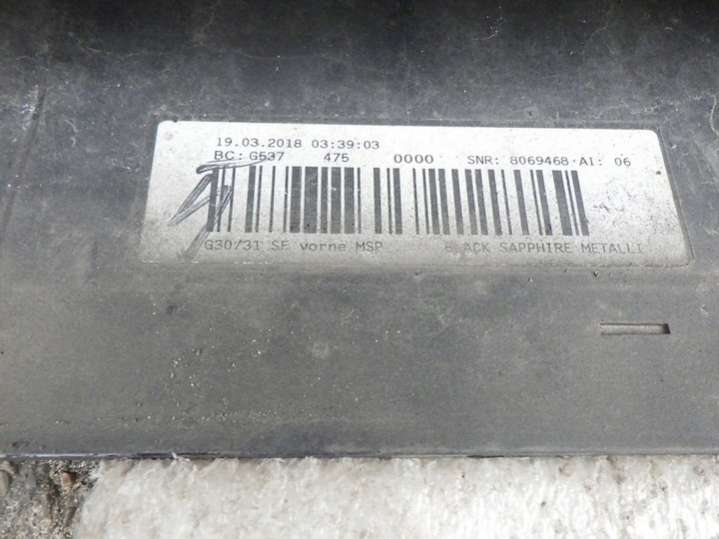 19.03.2018 03:39:03
BC: G537 475 0000 SNR: 8069468 AI: 06
G30/31 SF vorne MSP BLACK SAPPHIRE METALLI